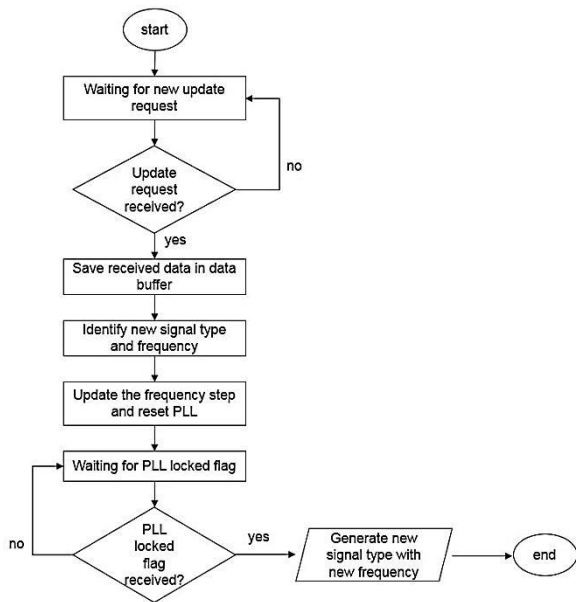 start
Waiting for new update
request
no
Update
request
received?
yes
Save received data in data
buffer
Identify new signal type
and frequency
Update the frequency step
and reset PLL
Waiting for PLL locked flag
no
PLL
locked
flag
received?
yes
Generate new
signal type with
new frequency
end